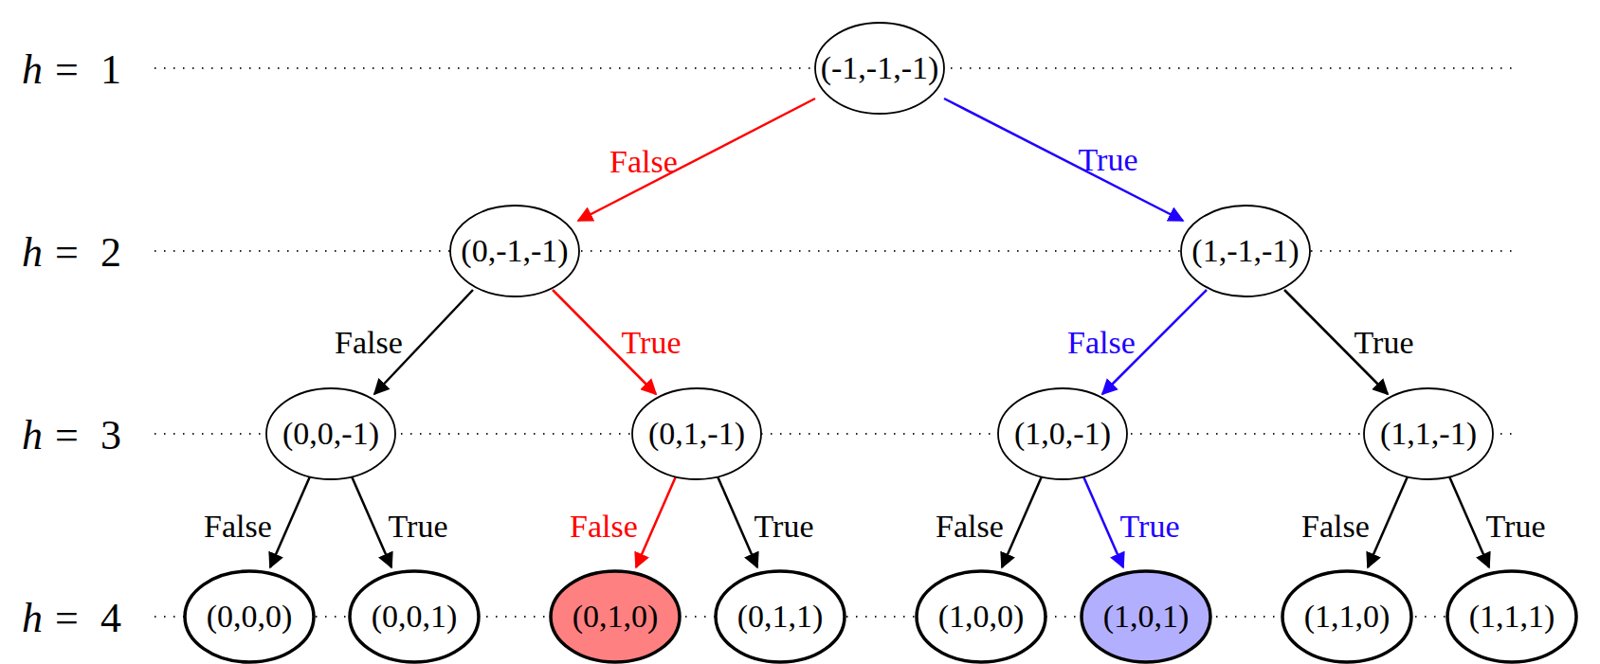 h = 1
(-1,-1,-1)
False
True
h = 2
(0,-1,-1)
(1,-1,-1)
False
True
False
True
h = 3
(0,0,-1)
(0,1,-1)
(1,0,-1)
(1,1,-1)
False
True
False
True
False
True
False
True
h = 4
(0,0,0)
(0,0,1)
(0,1,0)
(0,1,1)
(1,0,0)
(1,0,1)
(1,1,0)
(1,1,1)